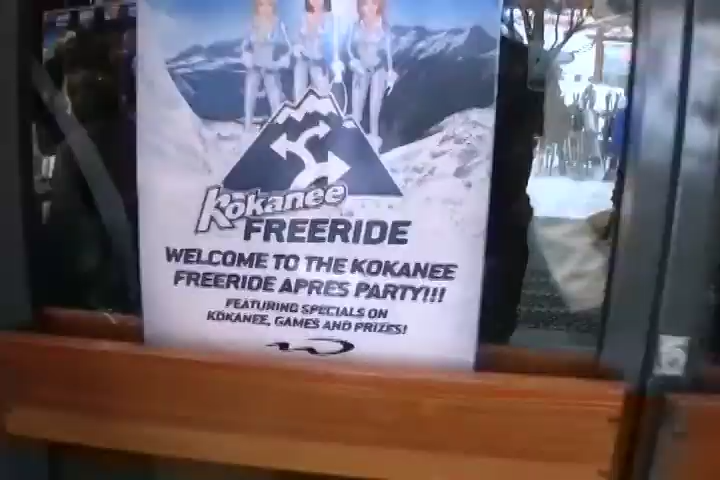 Kokanee
FREERIDE
WELCOME TO THE KOKANEE
FREERIDE APRES PARTY!!!
FEATURING SPECIALS ON
KOKANEE, GAMES AND PRIZES!